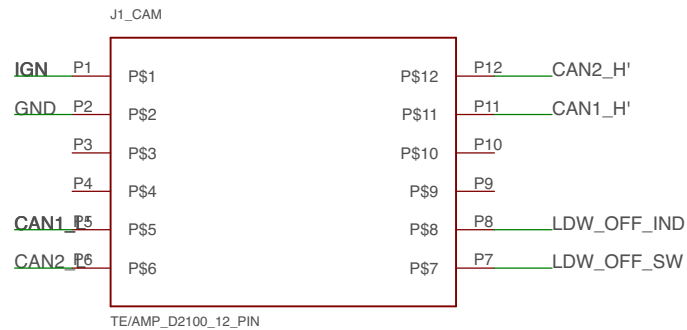 J1_CAM
IGN P1 P$1 P$12 P12 CAN2_H'
GND P2 P$2 P$11 P11 CAN1_H'
P3 P$3 P$10 P10
P4 P$4 P$9 P9
CAN1_L' P5 P$5 P$8 P8 LDW_OFF_IND
CAN2_L' P6 P$6 P$7 P7 LDW_OFF_SW
TE/AMP_D2100_12_PIN